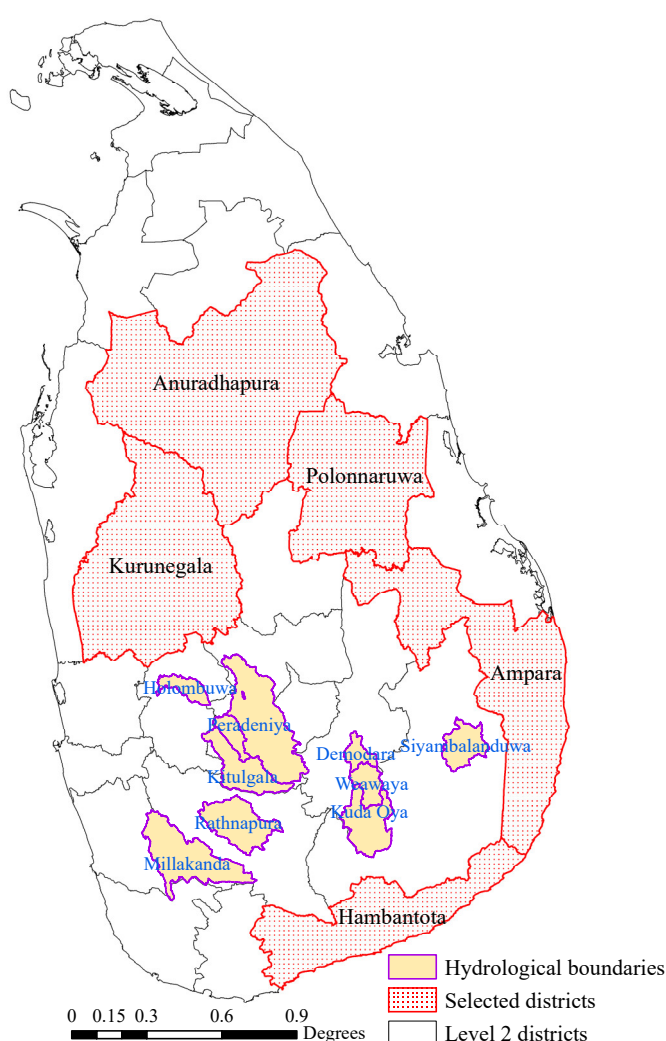 Anuradhapura
Polonnaruwa
Kurunegala
Ampara
Holombuwa
Peradeniya
Siyambalanduwa
Demodara
Kitulgala
Weawaya
Kuda Oya
Rathnapura
Millakanda
Hambantota
Hydrological boundaries
Selected districts
Level 2 districts
0 0.15 0.3 0.6 0.9
Degrees